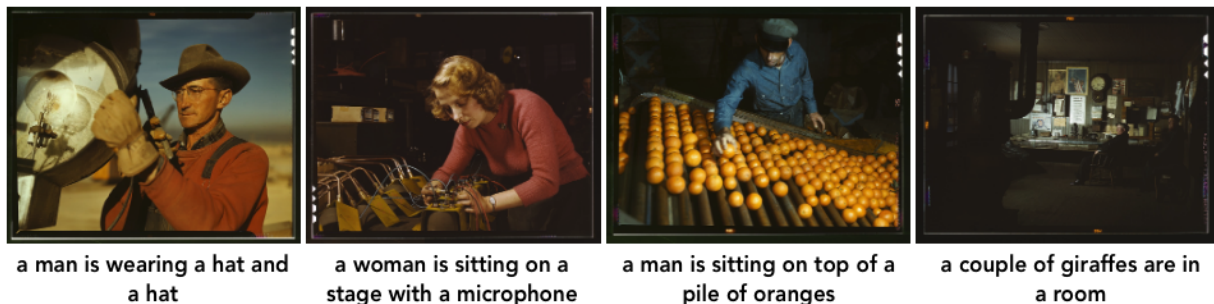 a man is wearing a hat and
a hat
a woman is sitting on a
stage with a microphone
a man is sitting on top of a
pile of oranges
a couple of giraffes are in
a room